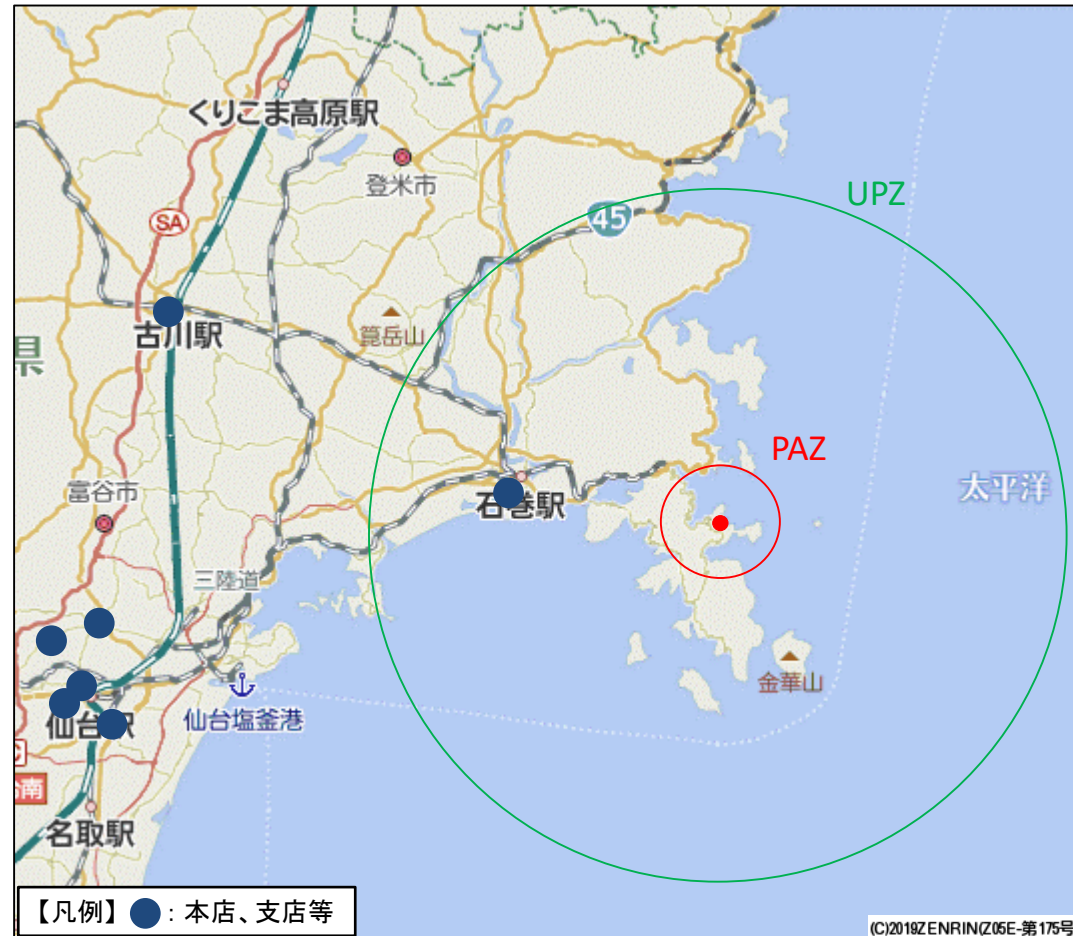 くりこま高原駅
登米市
UPZ
SA
45
古川駅
箟岳山
県
PAZ
富谷市
石巻駅
太平洋
三陸道
金華山
仙台塩釜港
仙台駅
台南
名取駅
【凡例】 : 本店、支店等
(C)2019ZENRIN(Z05E-第175号